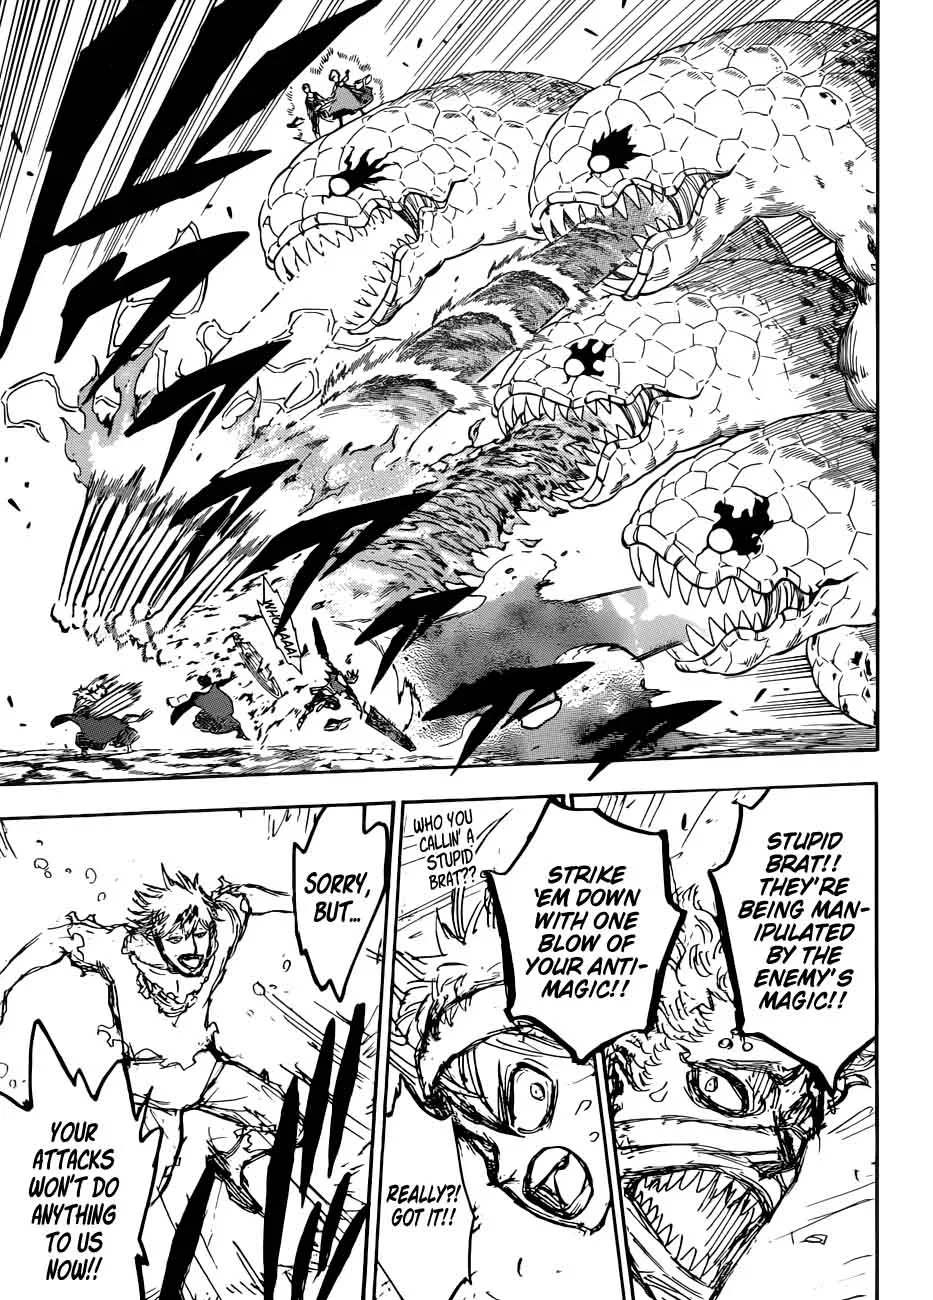 WHOAAAA!
STUPID
BRAT!!
THEY'RE
BEING MAN-
IPULATED
BY THE
ENEMY'S
MAGIC!!
STRIKE
'EM DOWN
WITH ONE
BLOW OF
YOUR ANTI-
MAGIC!!
WHO YOU
CALLIN' A
STUPID
BRAT??
REALLY?!
GOT IT!!
SORRY,
BUT...
YOUR
ATTACKS
WON'T DO
ANYTHING
TO US
NOW!!